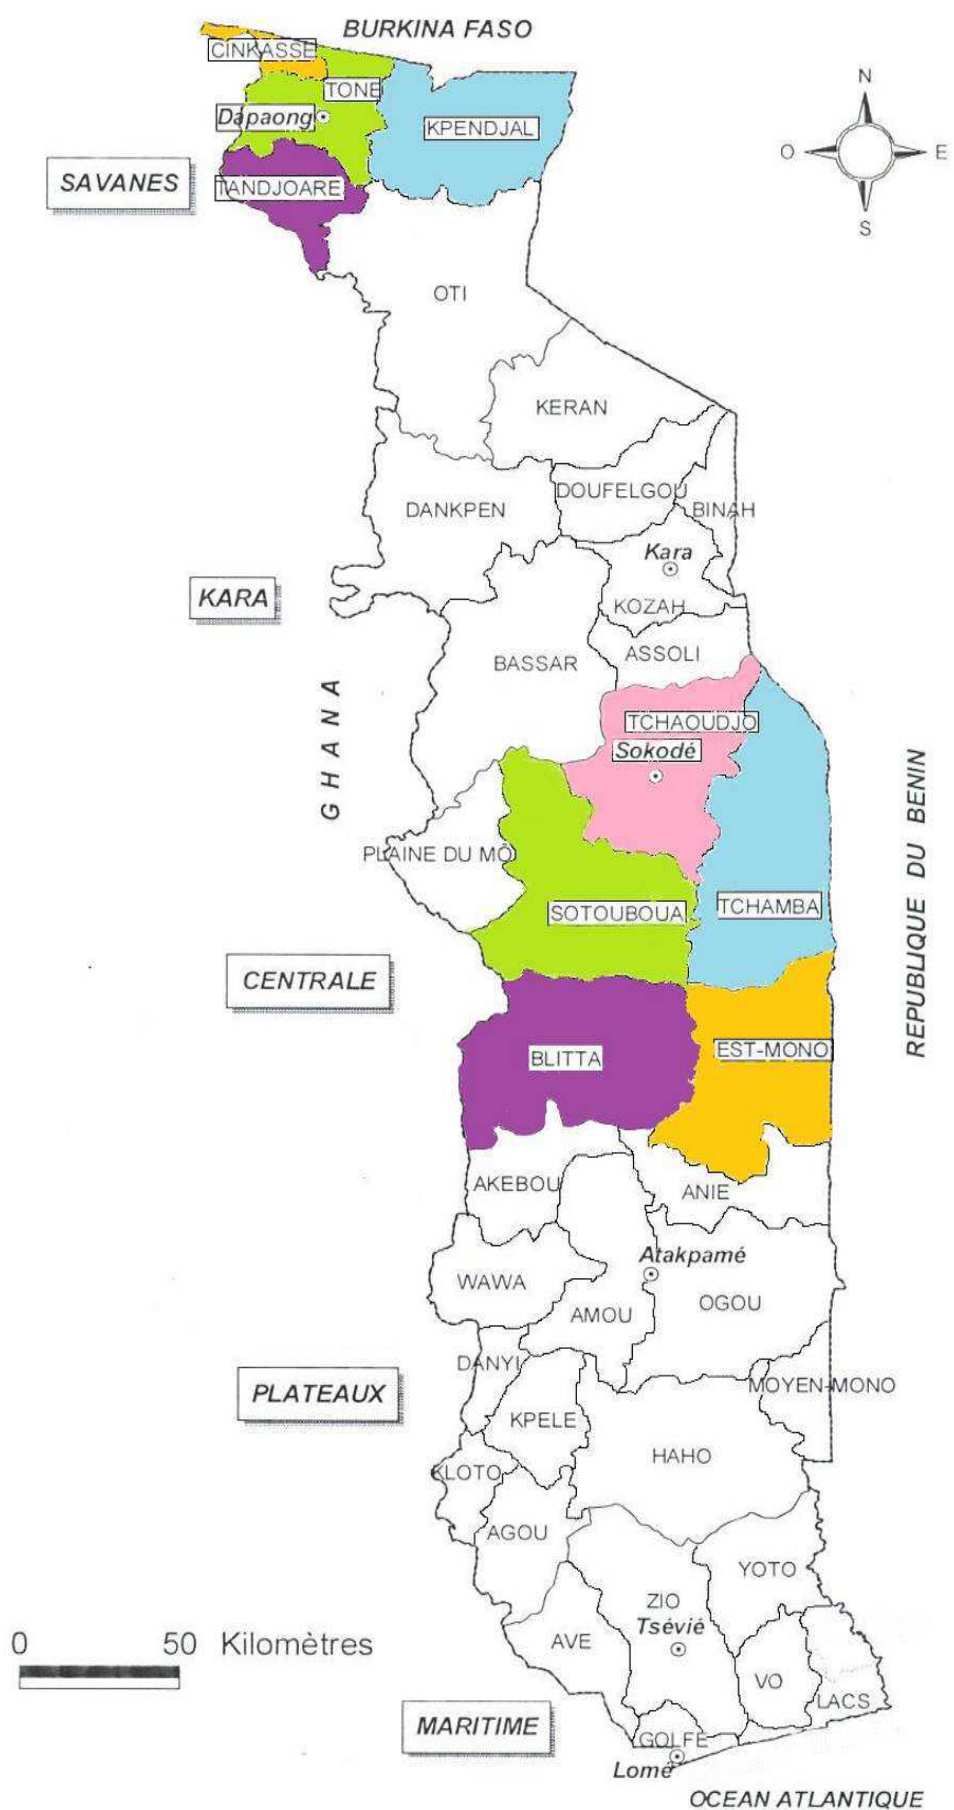 BURKINA FASO
CINKASSE
TONE
Dapaong
KPENDJAL
N
O
E
S
SAVANES
TANDJOARE
OTI
KERAN
DOUFELGOU
DANKPEN
BINAH
Kara
KARA
KOZAH
ASSOLI
BASSAR
GHANA
TCHAOUDJO
Sokodé
REPUBLIQUE DU BENIN
PLAINE DU MÔ
SOTOUBOUA
TCHAMBA
CENTRALE
BLITTA
EST-MONO
AKEBOU
ANIE
Atakpamé
WAWA
OGOU
AMOU
DANYI
MOYEN-MONO
PLATEAUX
KPELE
HAHO
KLOTO
AGOU
YOTO
ZIO
Tsévié
AVE
0 50 Kilomètres
VO
LACS
MARITIME
GOLFE
Lomé
OCEAN ATLANTIQUE